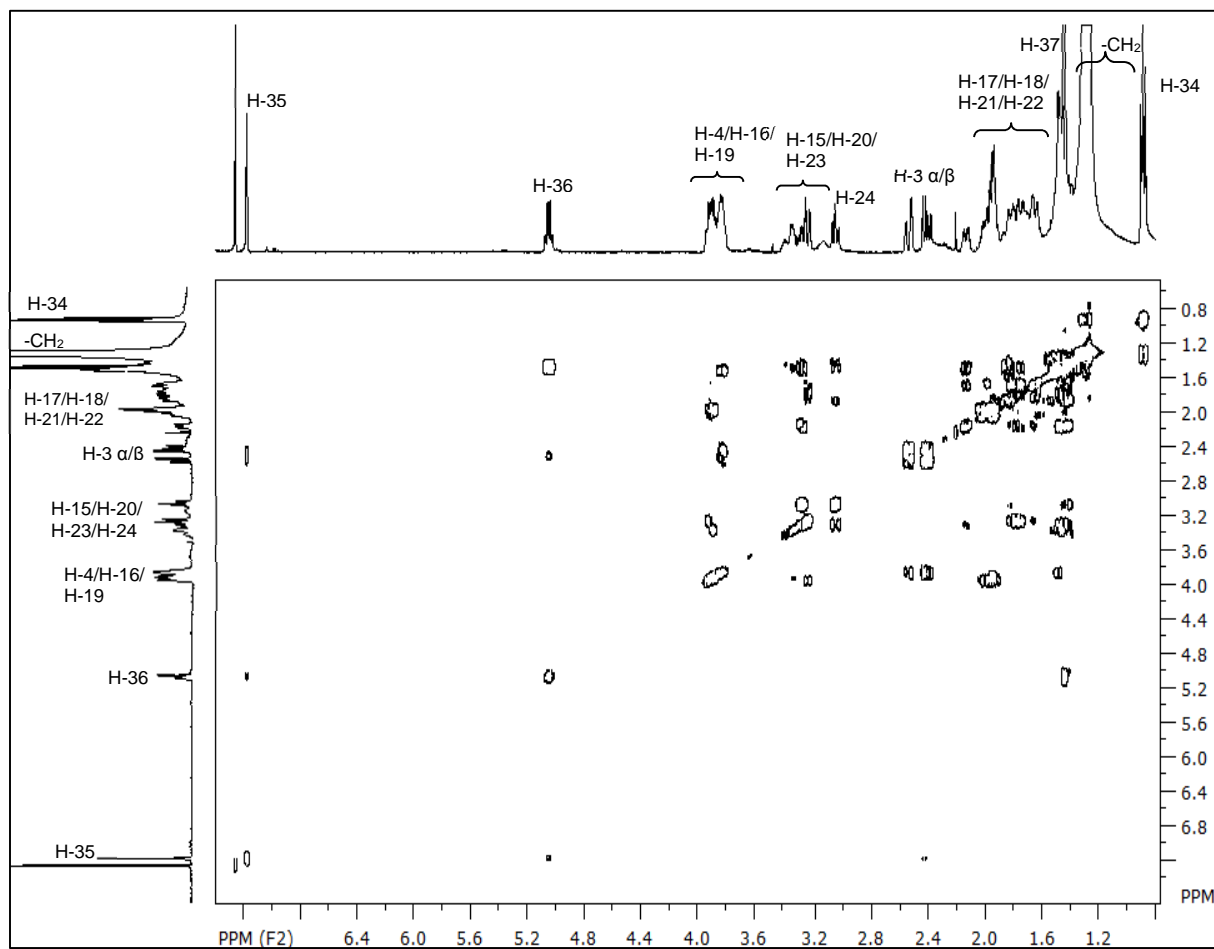 H-37
-CH2
H-34
H-17/H-18/
H-21/H-22
H-35
H-4/H-16/
H-19
H-15/H-20/
H-23
H-36
H-3 α/β
H-24
H-34
-CH2
H-17/H-18/
H-21/H-22
H-3 α/β
H-15/H-20/
H-23/H-24
H-4/H-16/
H-19
H-36
H-35
0.8
1.2
1.6
2.0
2.4
2.8
3.2
3.6
4.0
4.4
4.8
5.2
5.6
6.0
6.4
6.8
PPM
PPM (F2) 6.4 6.0 5.6 5.2 4.8 4.4 4.0 3.6 3.2 2.8 2.4 2.0 1.6 1.2